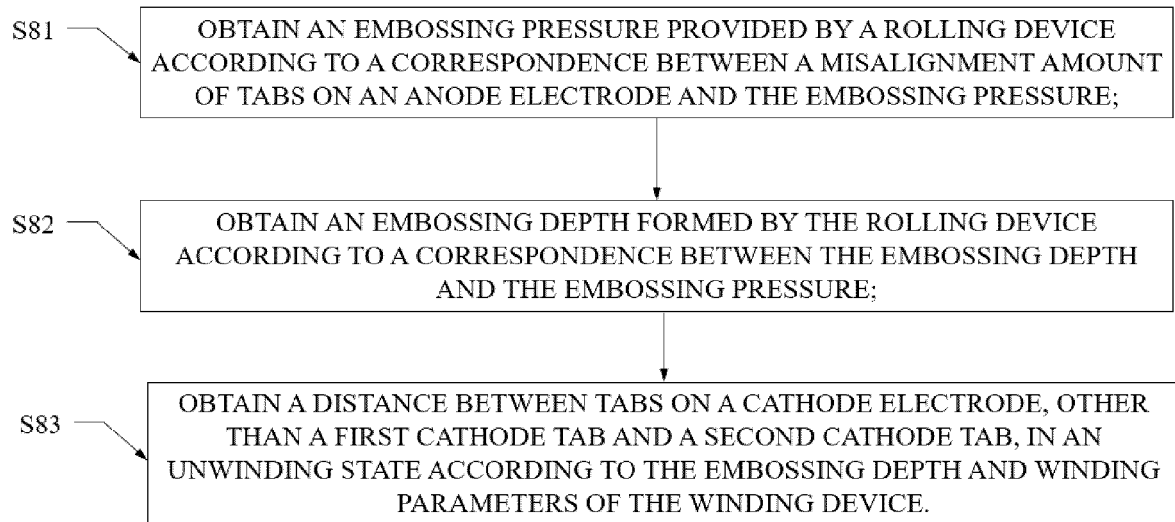 S81
OBTAIN AN EMBOSSING PRESSURE PROVIDED BY A ROLLING DEVICE
ACCORDING TO A CORRESPONDENCE BETWEEN A MISALIGNMENT AMOUNT
OF TABS ON AN ANODE ELECTRODE AND THE EMBOSSING PRESSURE;
S82
OBTAIN AN EMBOSSING DEPTH FORMED BY THE ROLLING DEVICE
ACCORDING TO A CORRESPONDENCE BETWEEN THE EMBOSSING DEPTH
AND THE EMBOSSING PRESSURE;
S83
OBTAIN A DISTANCE BETWEEN TABS ON A CATHODE ELECTRODE, OTHER
THAN A FIRST CATHODE TAB AND A SECOND CATHODE TAB, IN AN
UNWINDING STATE ACCORDING TO THE EMBOSSING DEPTH AND WINDING
PARAMETERS OF THE WINDING DEVICE.